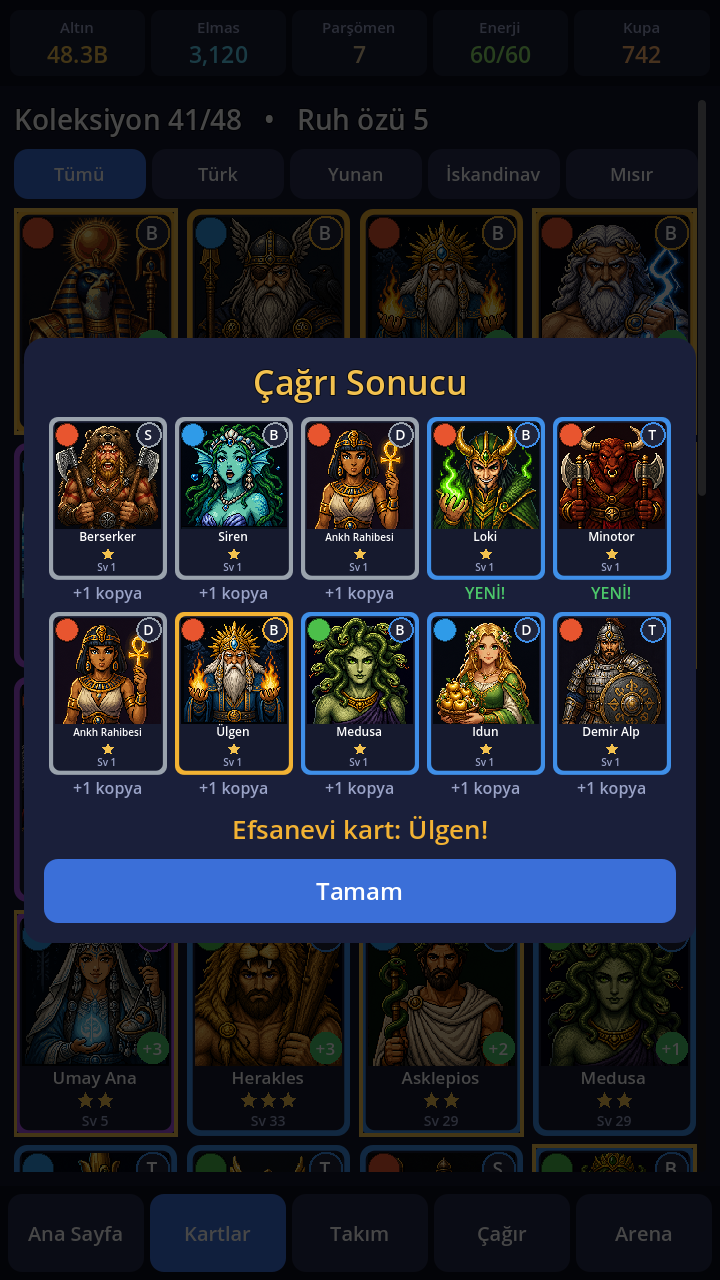 Altın Elmas Parşömen Enerji Kupa
48.3B 3,120 7 60/60 742
Koleksiyon 41/48 • Ruh özü 5
Tümü Türk Yunan İskandinav Mısır
B B B B
Çağrı Sonucu
S B D B T
Berserker Siren Ankh Rahibesi Loki Minotor
Sv 1 Sv 1 Sv 1 Sv 1 Sv 1
+1 kopya +1 kopya +1 kopya YENİ! YENİ!
D B B D T
Ankh Rahibesi Ülgen Medusa Idun Demir Alp
Sv 1 Sv 1 Sv 1 Sv 1 Sv 1
+1 kopya +1 kopya +1 kopya +1 kopya +1 kopya
Efsanevi kart: Ülgen!
Tamam
+3 +3 +2 +1
Umay Ana Herakles Asklepios Medusa
Sv 5 Sv 33 Sv 29 Sv 29
T T S B
Ana Sayfa Kartlar Takım Çağır Arena